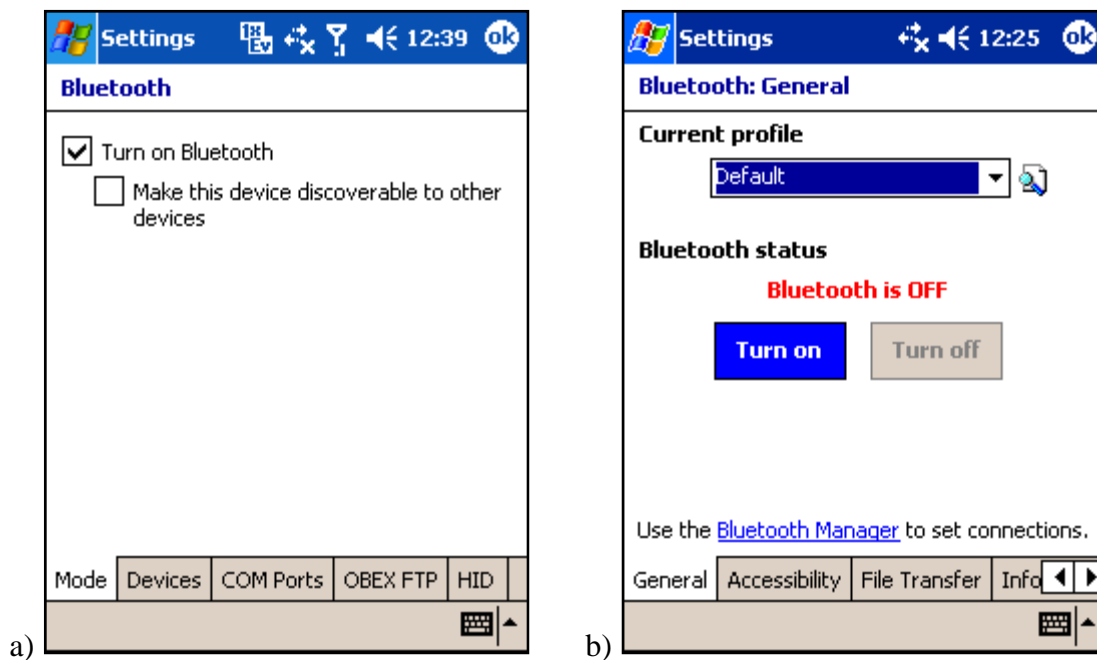 Settings 12:39 ok
Bluetooth
Turn on Bluetooth
Make this device discoverable to other
devices
Mode Devices COM Ports OBEX FTP HID
a)
Settings 12:25 ok
Bluetooth: General
Current profile
Default
Bluetooth status
Bluetooth is OFF
Turn on Turn off
Use the Bluetooth Manager to set connections.
General Accessibility File Transfer Info
b)